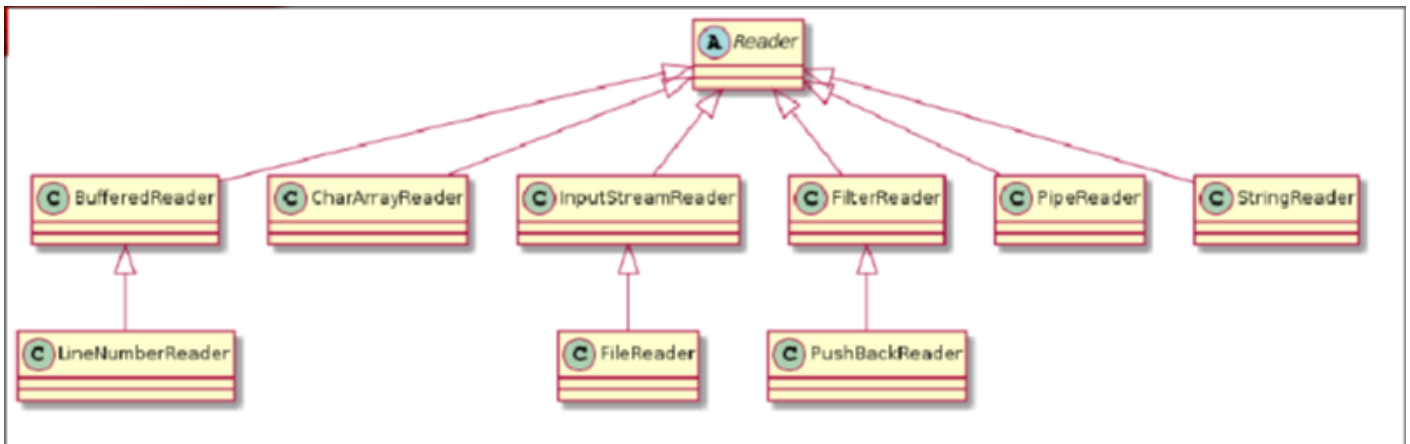 A Reader
C BufferedReader
C CharArrayReader
C InputStreamReader
C FilterReader
C PipeReader
C StringReader
C LineNumberReader
C FileReader
C PushBackReader